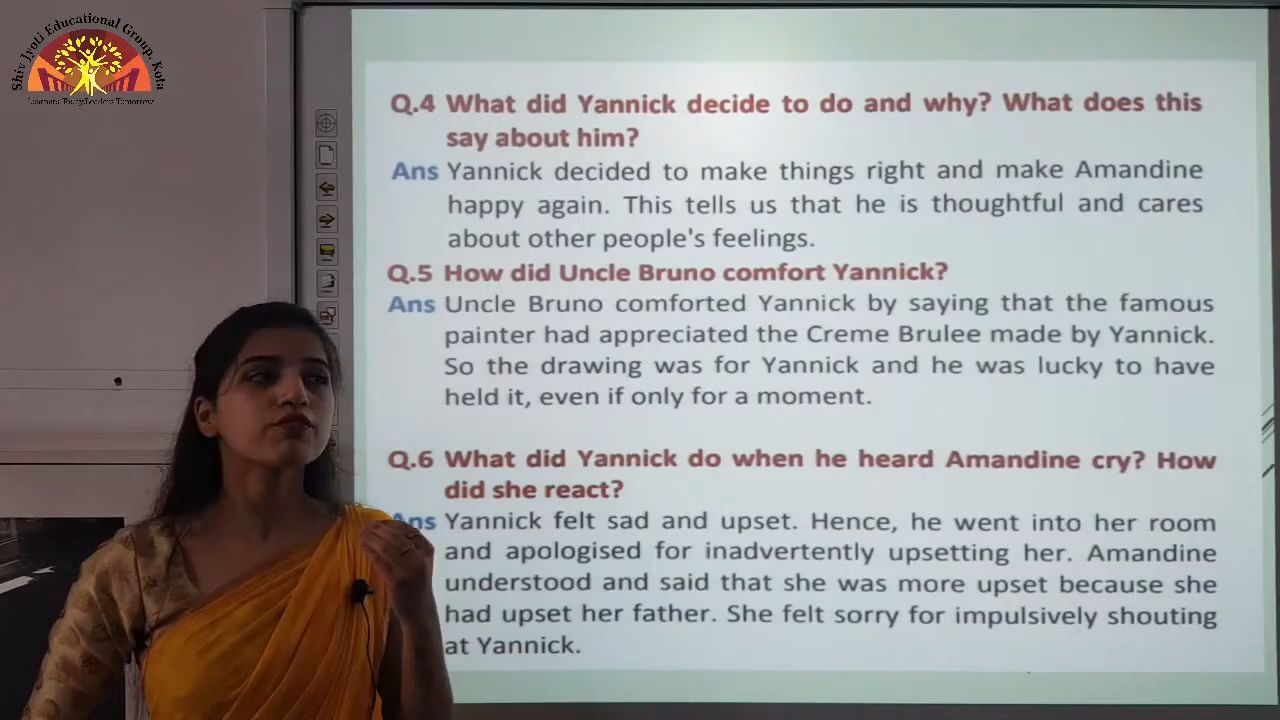 Shiv Jyoti Educational Group, Kota
Learners Today,Leaders Tomorrow
Q.4 What did Yannick decide to do and why? What does this
say about him?
Ans Yannick decided to make things right and make Amandine
happy again. This tells us that he is thoughtful and cares
about other people's feelings.
Q.5 How did Uncle Bruno comfort Yannick?
Ans Uncle Bruno comforted Yannick by saying that the famous
painter had appreciated the Creme Brulee made by Yannick.
So the drawing was for Yannick and he was lucky to have
held it, even if only for a moment.
Q.6 What did Yannick do when he heard Amandine cry? How
did she react?
Ans Yannick felt sad and upset. Hence, he went into her room
and apologised for inadvertently upsetting her. Amandine
understood and said that she was more upset because she
had upset her father. She felt sorry for impulsively shouting
at Yannick.